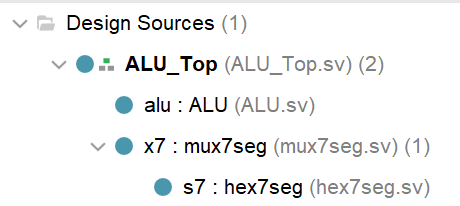 Design Sources (1)
ALU_Top (ALU_Top.sv) (2)
alu : ALU (ALU.sv)
x7 : mux7seg (mux7seg.sv) (1)
s7 : hex7seg (hex7seg.sv)